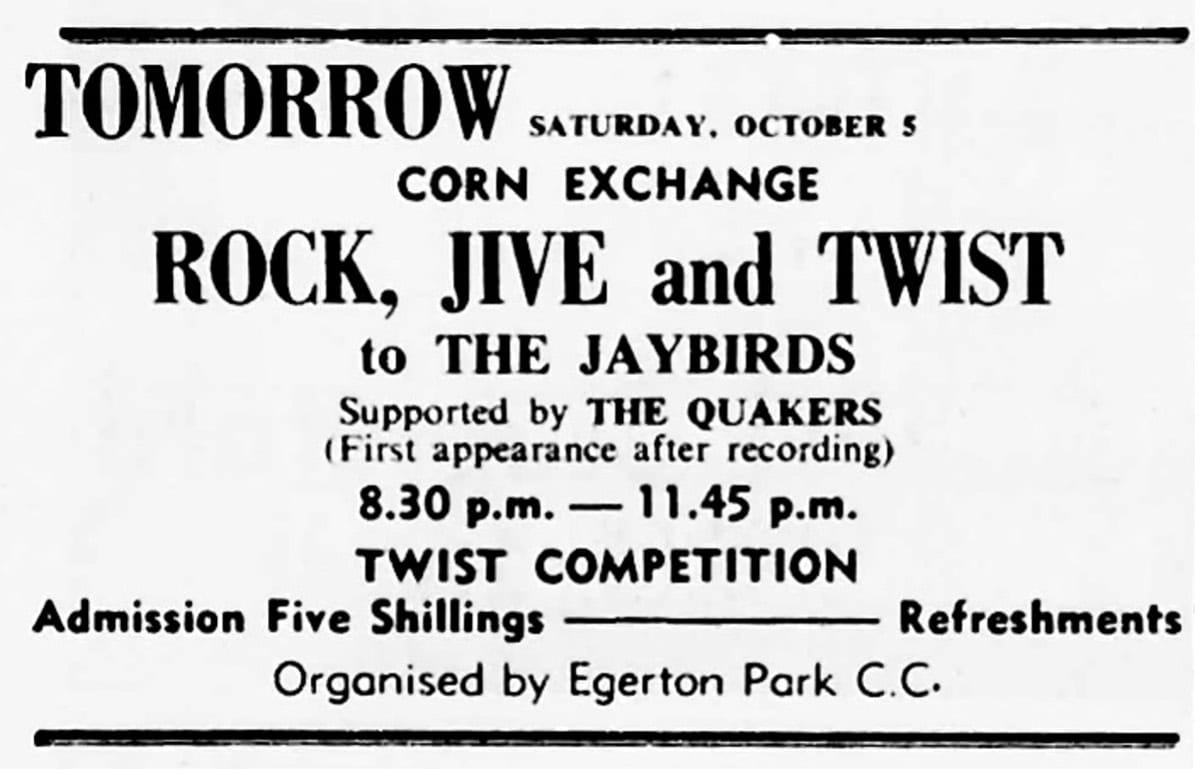 TOMORROW SATURDAY, OCTOBER 5
CORN EXCHANGE
ROCK, JIVE and TWIST
to THE JAYBIRDS
Supported by THE QUAKERS
(First appearance after recording)
8.30 p.m. — 11.45 p.m.
TWIST COMPETITION
Admission Five Shillings ——— Refreshments
Organised by Egerton Park C.C.